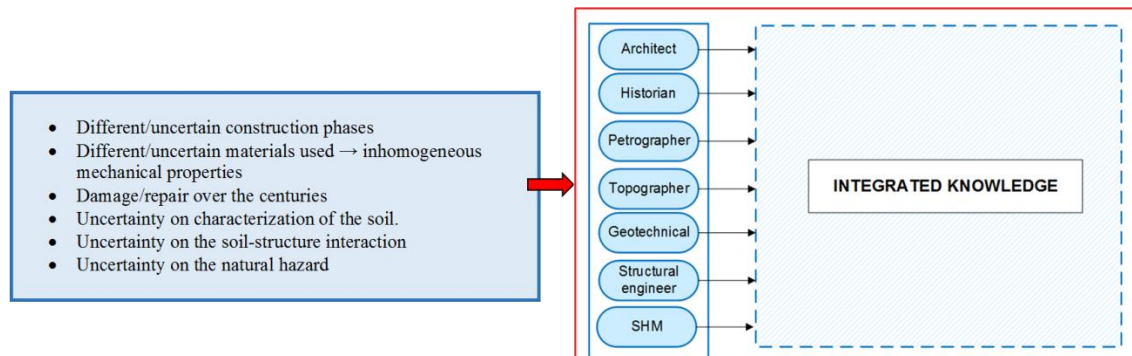 • Different/uncertain construction phases
• Different/uncertain materials used → inhomogeneous
mechanical properties
• Damage/repair over the centuries
• Uncertainty on characterization of the soil.
• Uncertainty on the soil-structure interaction
• Uncertainty on the natural hazard
Architect
Historian
Petrographer
Topographer
Geotechnical
Structural
engineer
SHM
INTEGRATED KNOWLEDGE